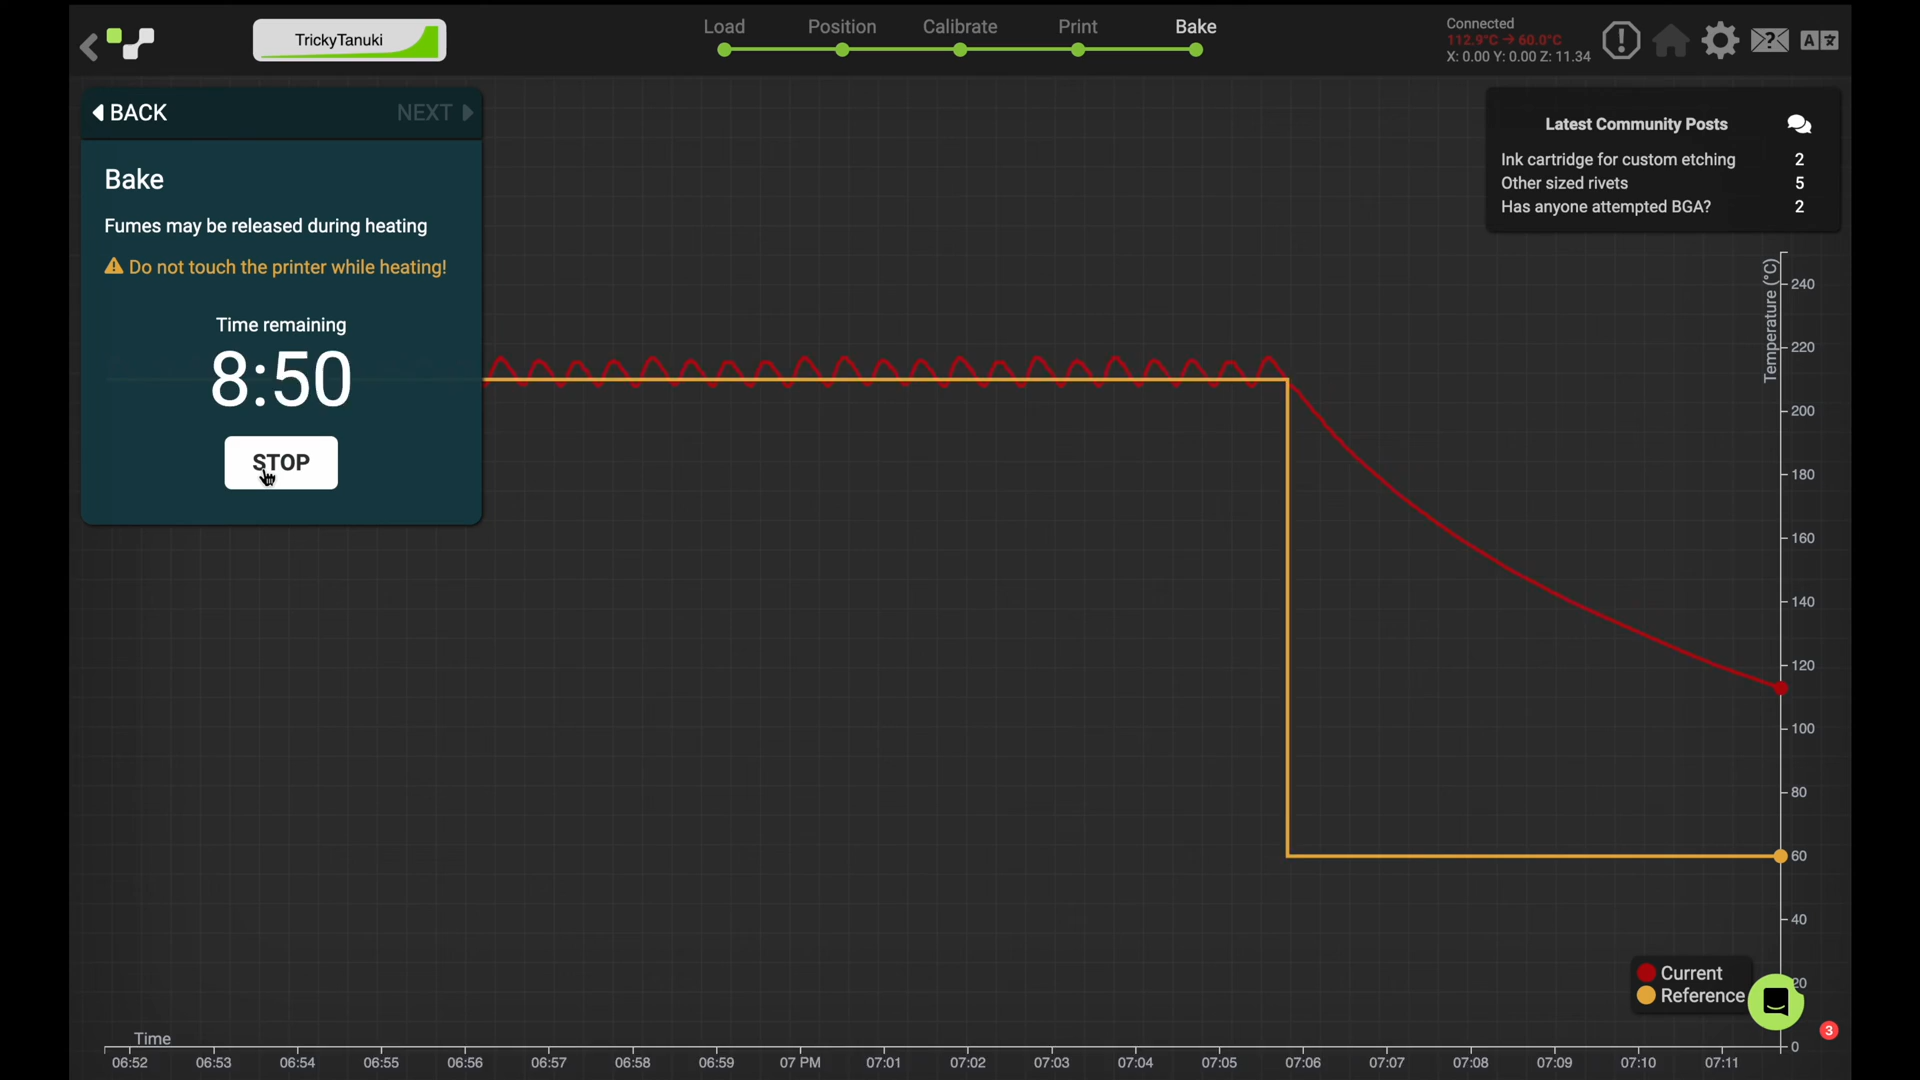 TrickyTanuki
Load Position Calibrate Print Bake
Connected
112.9°C → 60.0°C
X: 0.00 Y: 0.00 Z: 11.34
BACK
NEXT
Bake
Fumes may be released during heating
Do not touch the printer while heating!
Time remaining
8:50
STOP
Latest Community Posts
Ink cartridge for custom etching 2
Other sized rivets 5
Has anyone attempted BGA? 2
Temperature (°C)
240
220
200
180
160
140
120
100
80
60
40
20
0
Current
Reference
3
Time
06:52 06:53 06:54 06:55 06:56 06:57 06:58 06:59 07 PM 07:01 07:02 07:03 07:04 07:05 07:06 07:07 07:08 07:09 07:10 07:11
A